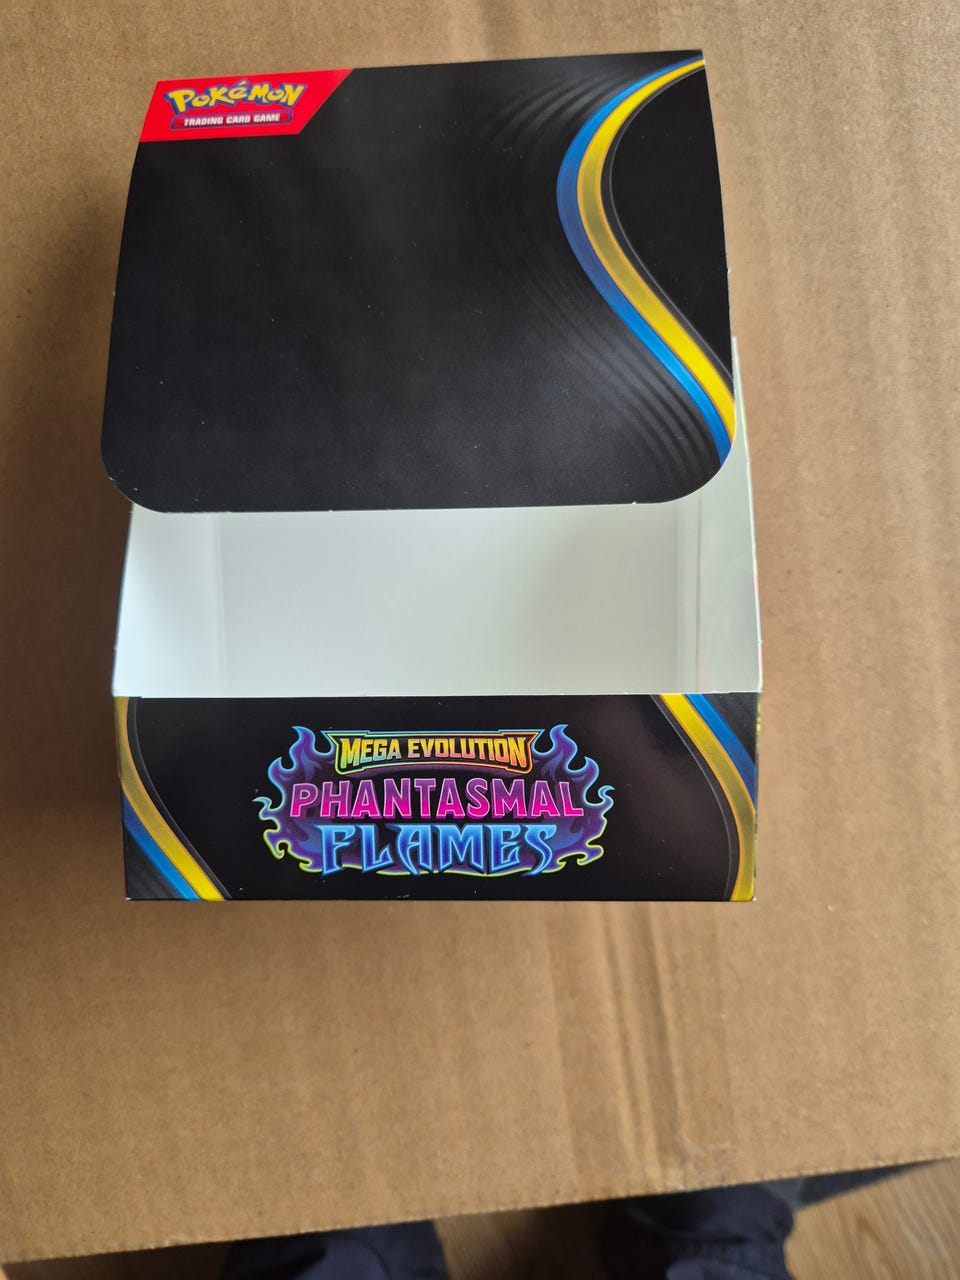 POKéMON
TRADING CARD GAME
MEGA EVOLUTION
PHANTASMAL
FLAMES